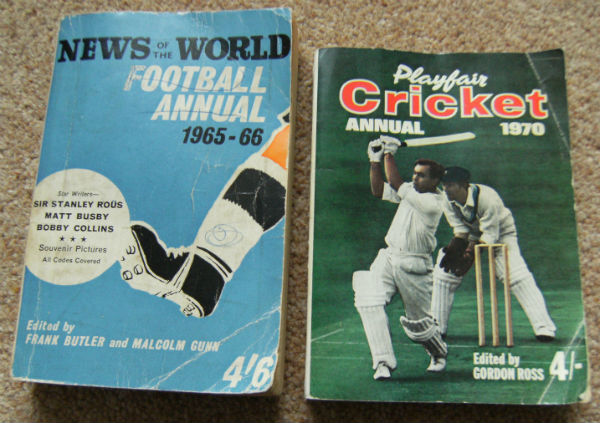 NEWS OF THE WORLD
FOOTBALL
ANNUAL
1965-66
Star Writers—
SIR STANLEY ROÜS
MATT BUSBY
BOBBY COLLINS
★ ★ ★
Souvenir Pictures
All Codes Covered
Edited by
FRANK BUTLER and MALCOLM GUNN
4'6
Playfair
Cricket
ANNUAL 1970
Edited by
GORDON ROSS
4/-